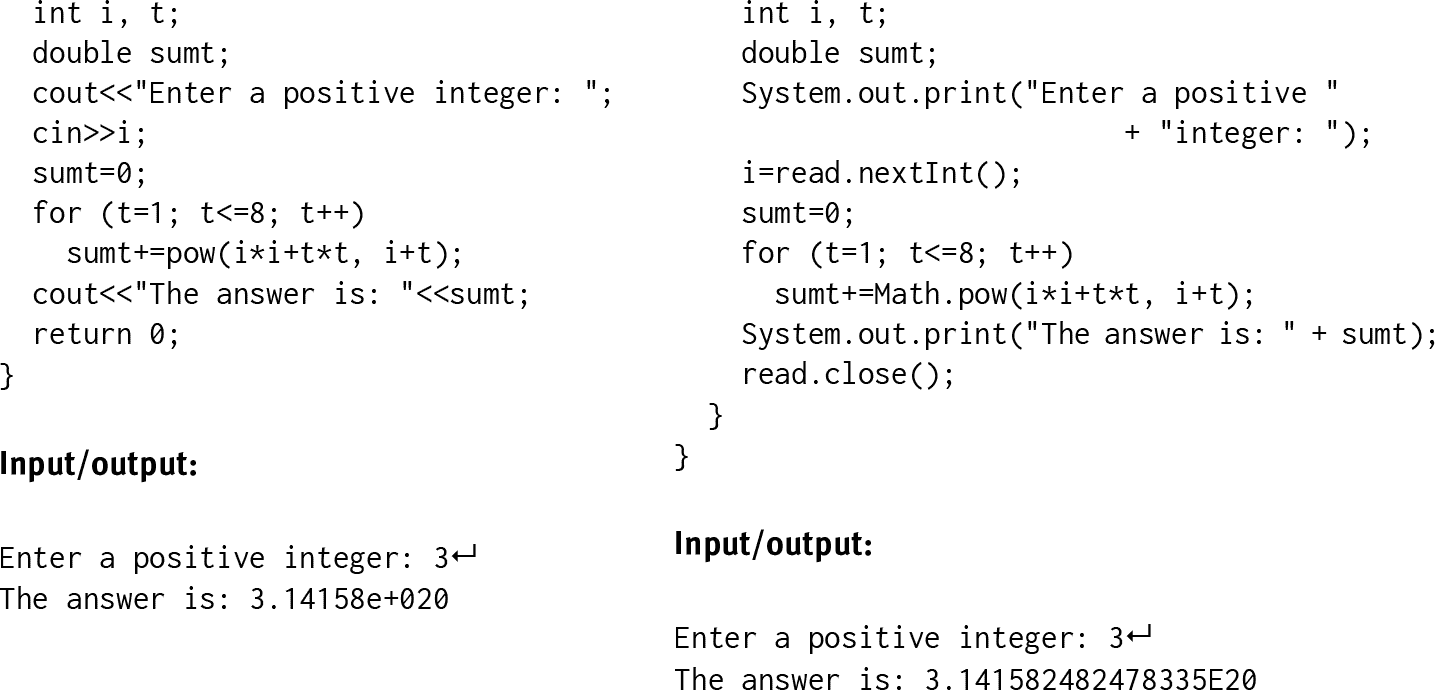 int i, t;
double sumt;
cout<<"Enter a positive integer: ";
cin>>i;
sumt=0;
for (t=1; t<=8; t++)
sumt+=pow(i*i+t*t, i+t);
cout<<"The answer is: "<<sumt;
return 0;
}
Input/output:
Enter a positive integer: 3↵
The answer is: 3.14158e+020
int i, t;
double sumt;
System.out.print("Enter a positive "
+ "integer: ");
i=read.nextInt();
sumt=0;
for (t=1; t<=8; t++)
sumt+=Math.pow(i*i+t*t, i+t);
System.out.print("The answer is: " + sumt);
read.close();
}
}
Input/output:
Enter a positive integer: 3↵
The answer is: 3.141582482478335E20